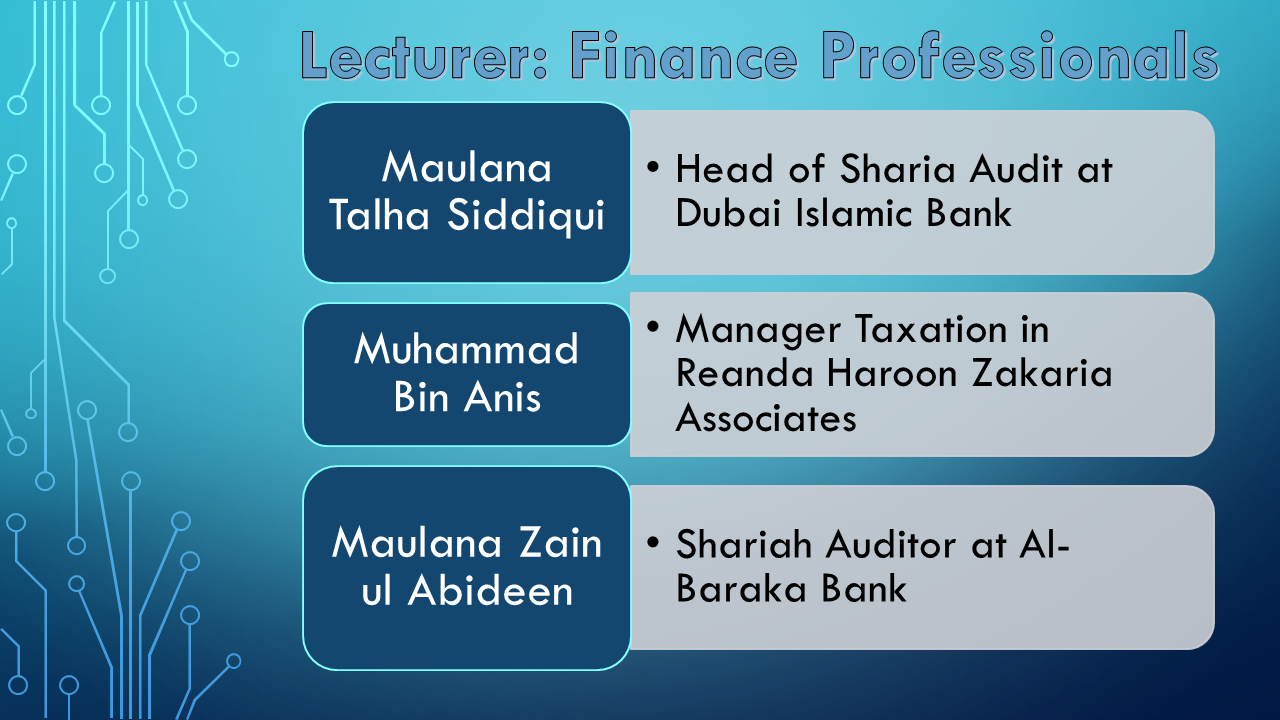 Lecturer: Finance Professionals
Maulana
Talha Siddiqui
• Head of Sharia Audit at
Dubai Islamic Bank
Muhammad
Bin Anis
• Manager Taxation in
Reanda Haroon Zakaria
Associates
Maulana Zain
ul Abideen
• Shariah Auditor at Al-
Baraka Bank